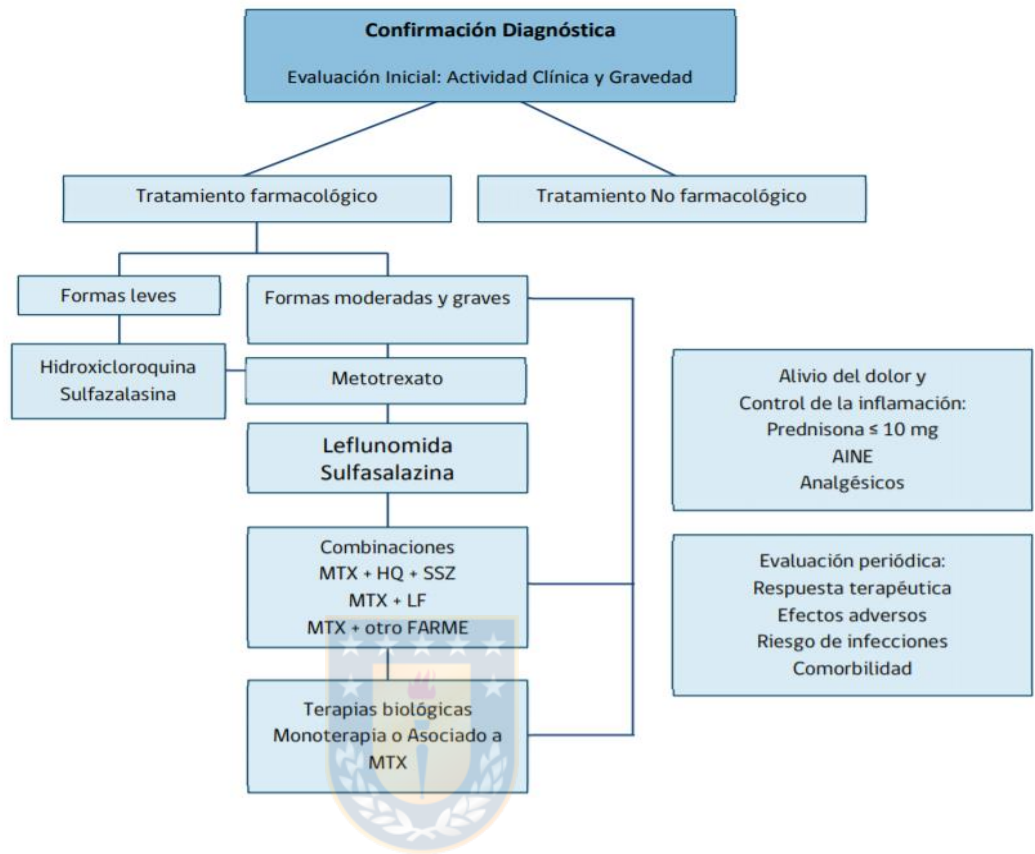 Confirmación Diagnóstica
Evaluación Inicial: Actividad Clínica y Gravedad
Tratamiento farmacológico
Tratamiento No farmacológico
Formas leves
Formas moderadas y graves
Hidroxicloroquina
Sulfazalasina
Metotrexato
Leflunomida
Sulfasalazina
Combinaciones
MTX + HQ + SSZ
MTX + LF
MTX + otro FARME
Terapias biológicas
Monoterapia o Asociado a
MTX
Alivio del dolor y
Control de la inflamación:
Prednisona ≤ 10 mg
AINE
Analgésicos
Evaluación periódica:
Respuesta terapéutica
Efectos adversos
Riesgo de infecciones
Comorbilidad